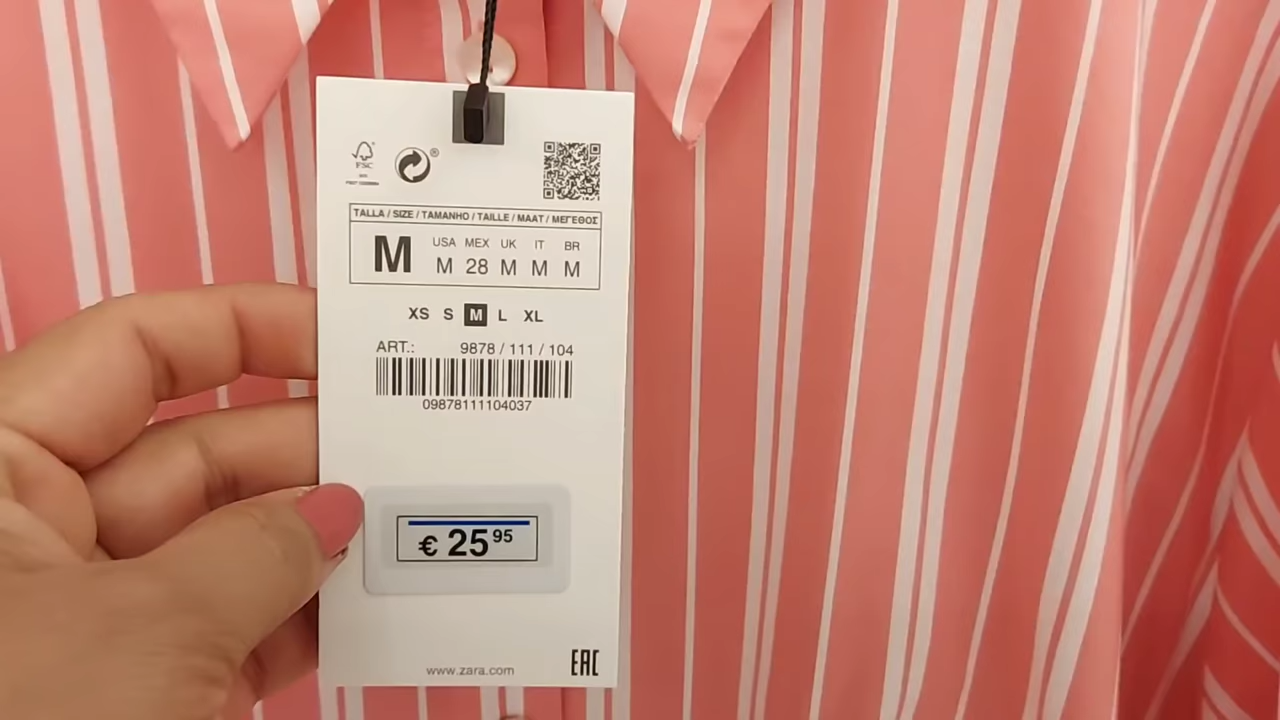 FSC
TALLA / SIZE / TAMANHO / TAILLE / MAAT / ΜΕΓΕΘΟΣ
M
USA MEX UK IT BR
M 28 M M M
XS S M L XL
ART.: 9878 / 111 / 104
09878111104037
€ 25 95
www.zara.com
EAC